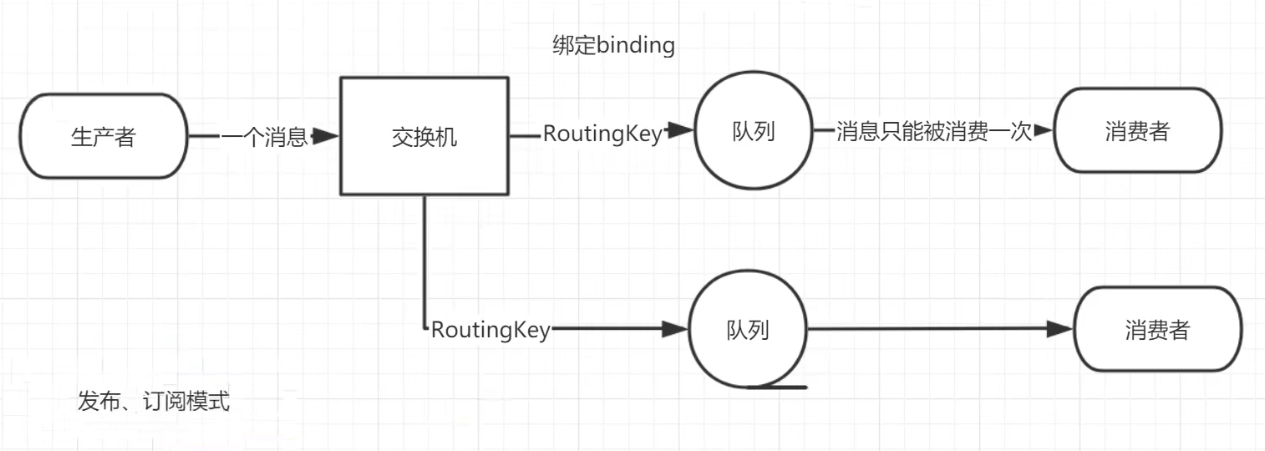 绑定binding
生产者
一个消息
交换机
RoutingKey
队列
消息只能被消费一次
消费者
RoutingKey
队列
消费者
发布、订阅模式